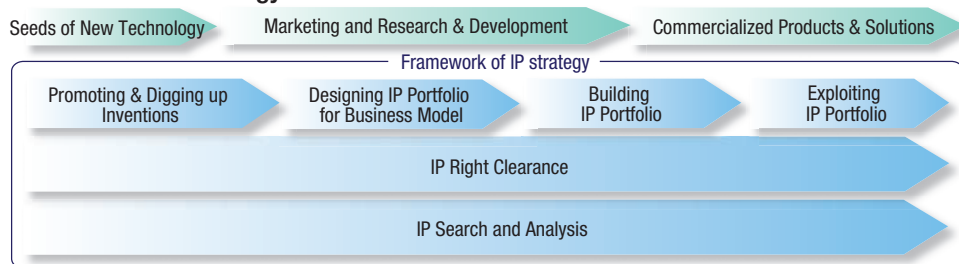 Seeds of New Technology
Marketing and Research & Development
Commercialized Products & Solutions
Framework of IP strategy
Promoting & Digging up
Inventions
Designing IP Portfolio
for Business Model
Building
IP Portfolio
Exploiting
IP Portfolio
IP Right Clearance
IP Search and Analysis